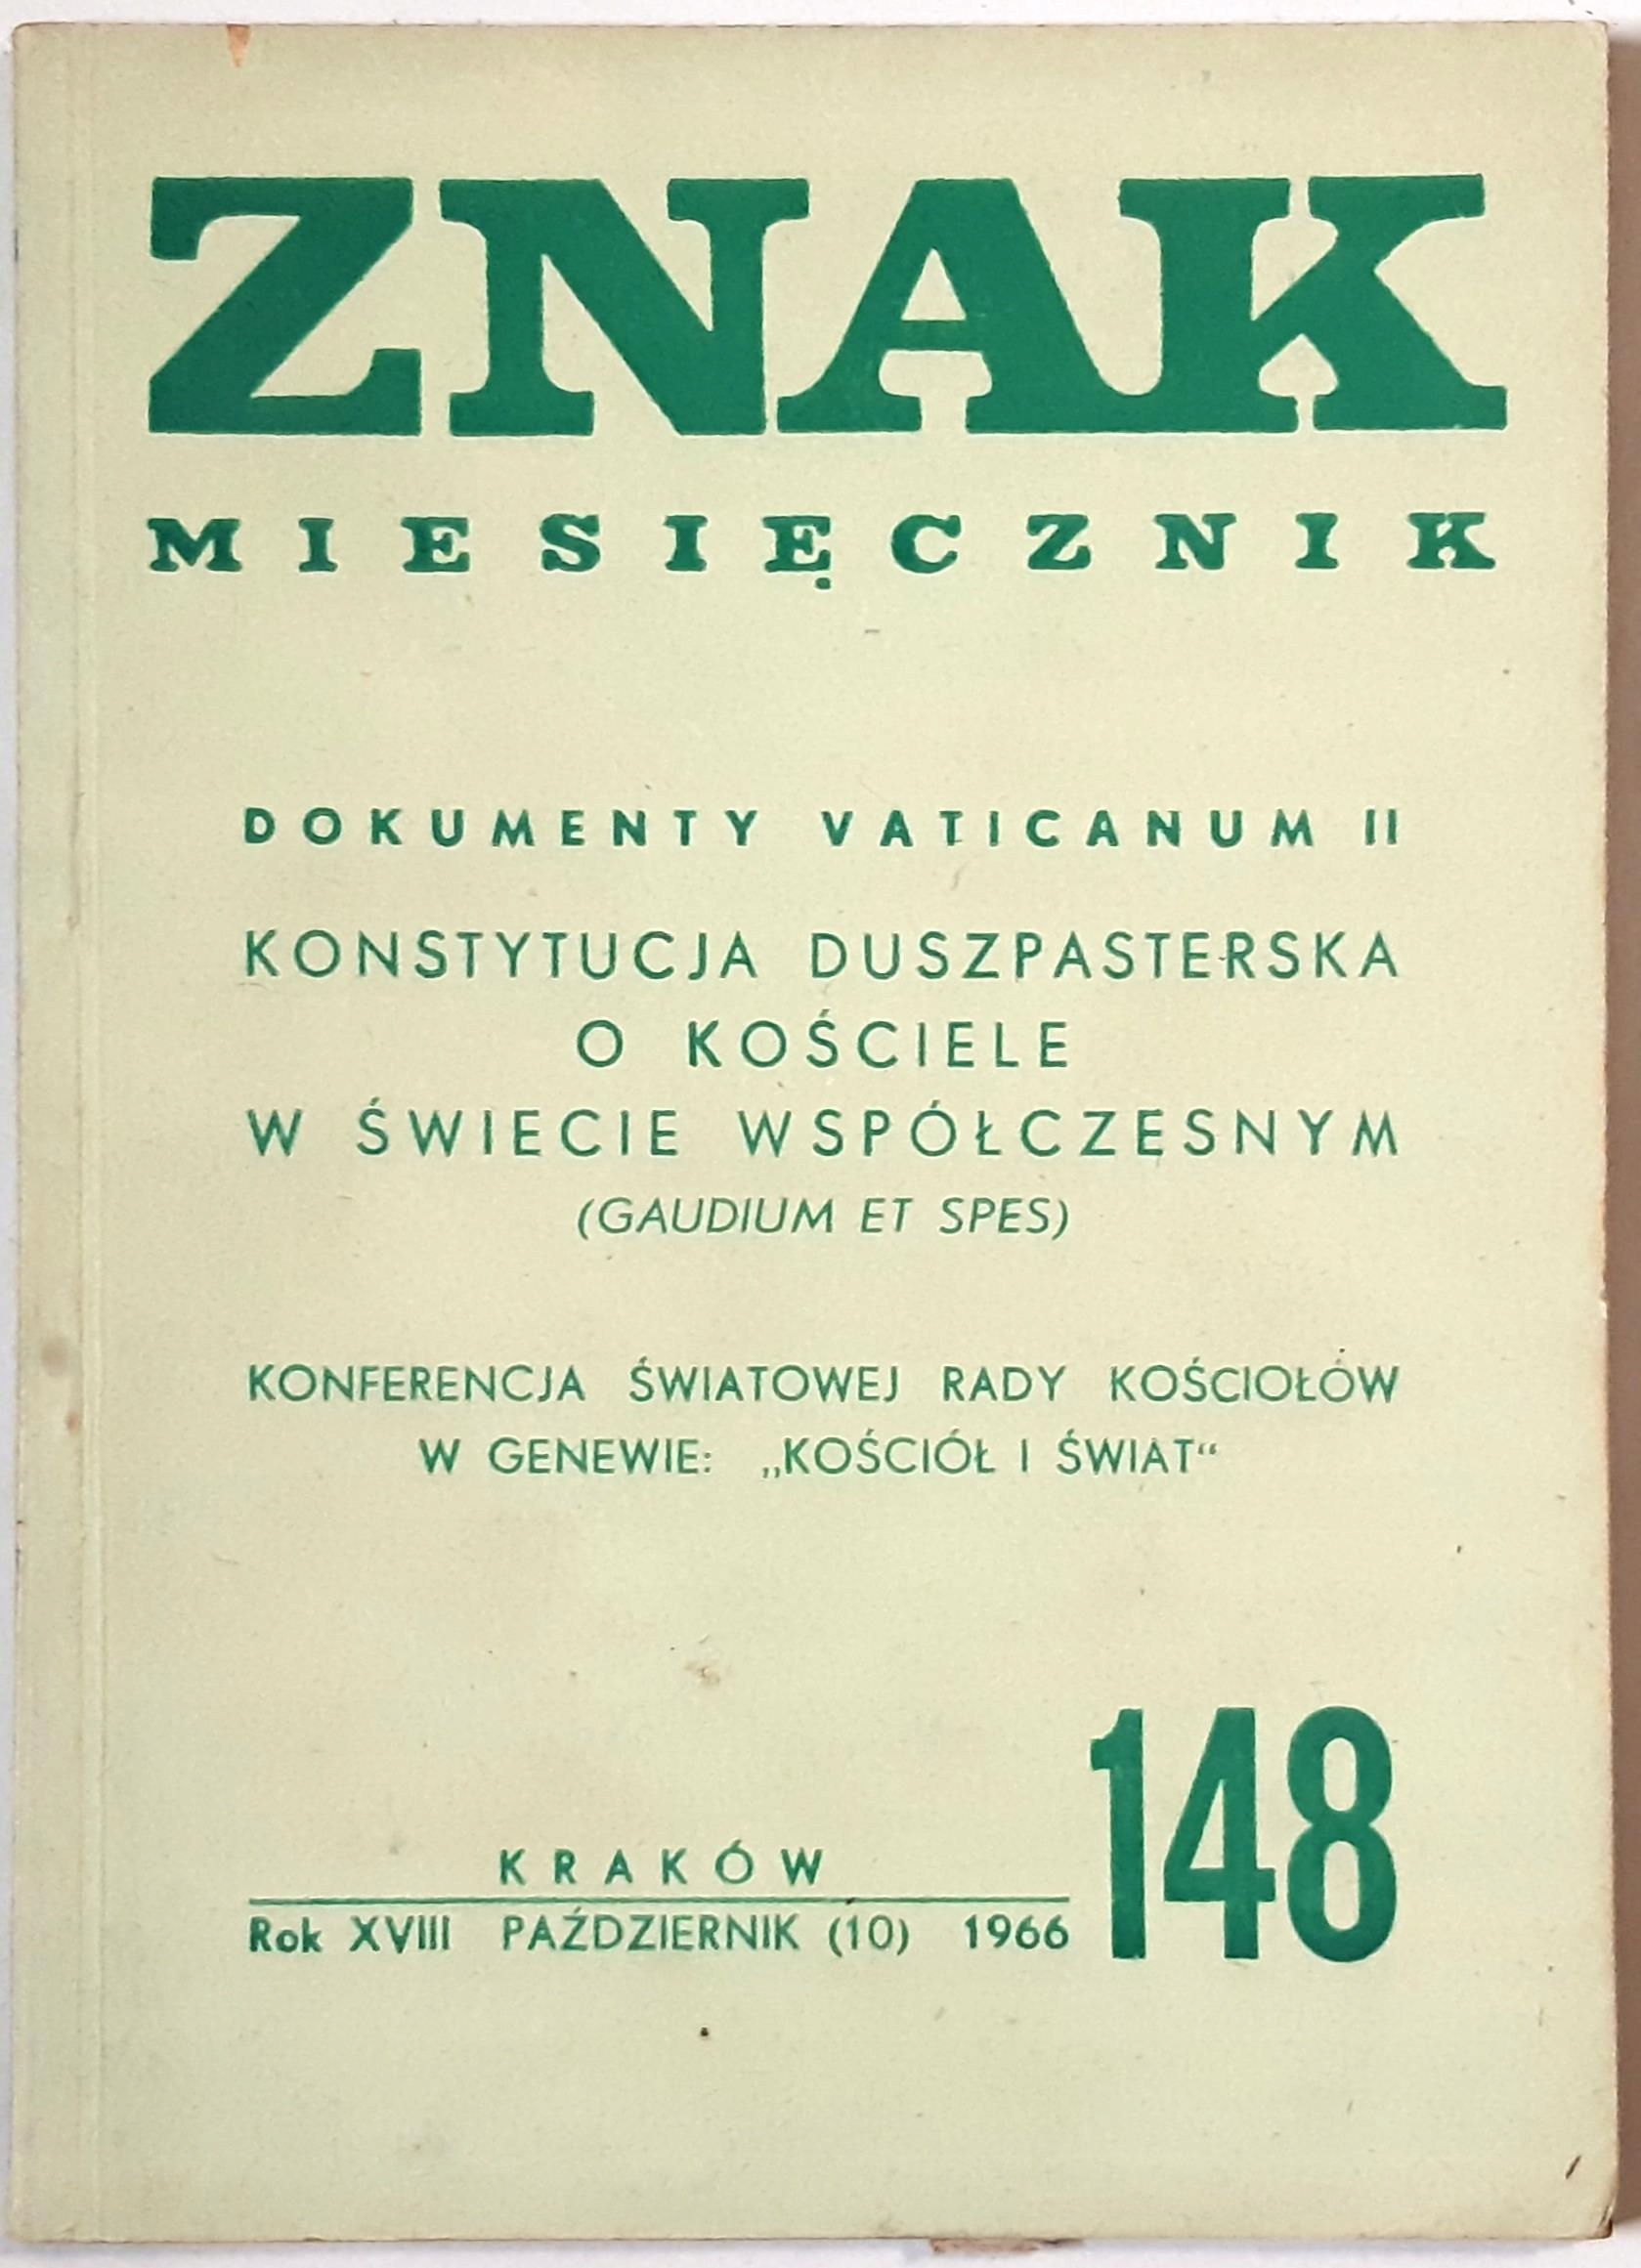 ZNAK
MIESIĘCZNIK
DOKUMENTY VATICANUM II
KONSTYTUCJA DUSZPASTERSKA
O KOŚCIELE
W ŚWIECIE WSPÓŁCZESNYM
(GAUDIUM ET SPES)
KONFERENCJA ŚWIATOWEJ RADY KOŚCIOŁÓW
W GENEWIE: „KOŚCIÓŁ I ŚWIAT“
KRAKÓW
Rok XVIII PAŹDZIERNIK (10) 1966
148